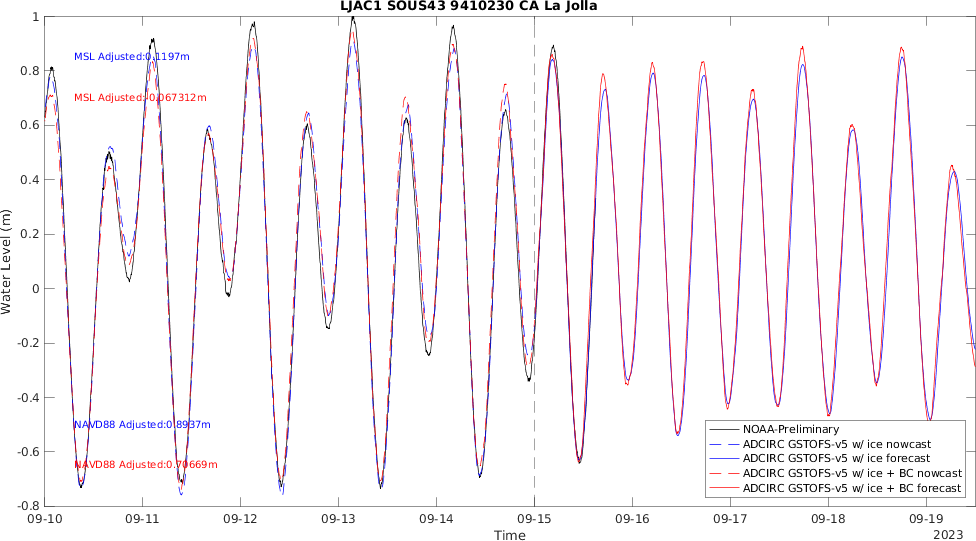 LJAC1 SOUS43 9410230 CA La Jolla
1
0.8
0.6
0.4
0.2
0
-0.2
-0.4
-0.6
-0.8
Water Level (m)
MSL Adjusted:0.1197m
MSL Adjusted:-0.067312m
NAVD88 Adjusted:0.8937m
NAVD88 Adjusted:0.70669m
NOAA-Preliminary
ADCIRC GSTOFS-v5 w/ ice nowcast
ADCIRC GSTOFS-v5 w/ ice forecast
ADCIRC GSTOFS-v5 w/ ice + BC nowcast
ADCIRC GSTOFS-v5 w/ ice + BC forecast
09-10 09-11 09-12 09-13 09-14 09-15 09-16 09-17 09-18 09-19
Time
2023